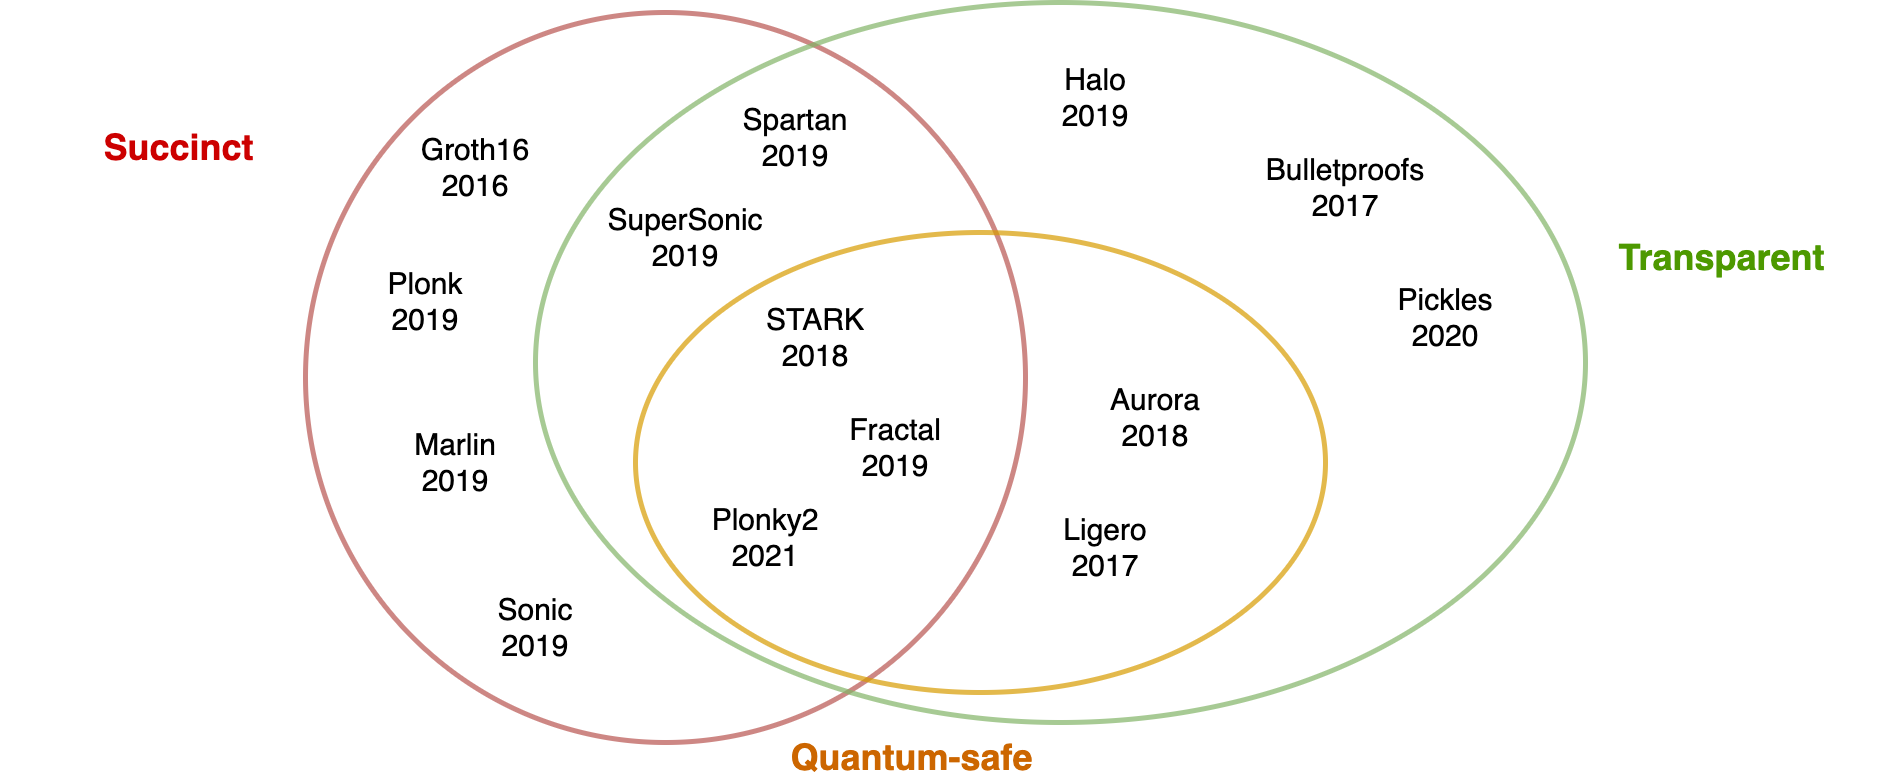 Succinct
Groth16
2016
Plonk
2019
Marlin
2019
Sonic
2019
Spartan
2019
SuperSonic
2019
STARK
2018
Fractal
2019
Plonky2
2021
Halo
2019
Bulletproofs
2017
Pickles
2020
Aurora
2018
Ligero
2017
Transparent
Quantum-safe